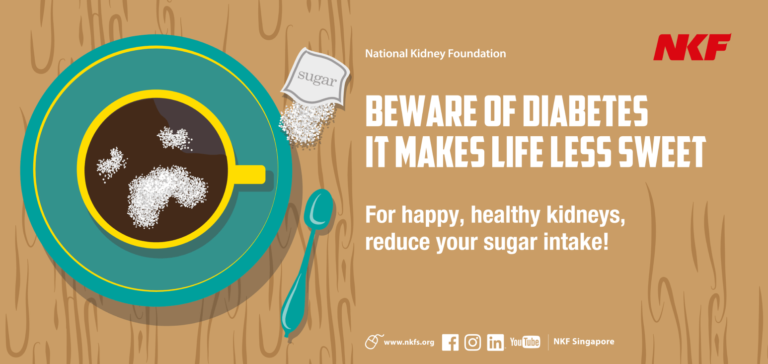 sugar
National Kidney Foundation
NKF
BEWARE OF DIABETES
IT MAKES LIFE LESS SWEET
For happy, healthy kidneys,
reduce your sugar intake!
www.nkfs.org f in YouTube NKF Singapore